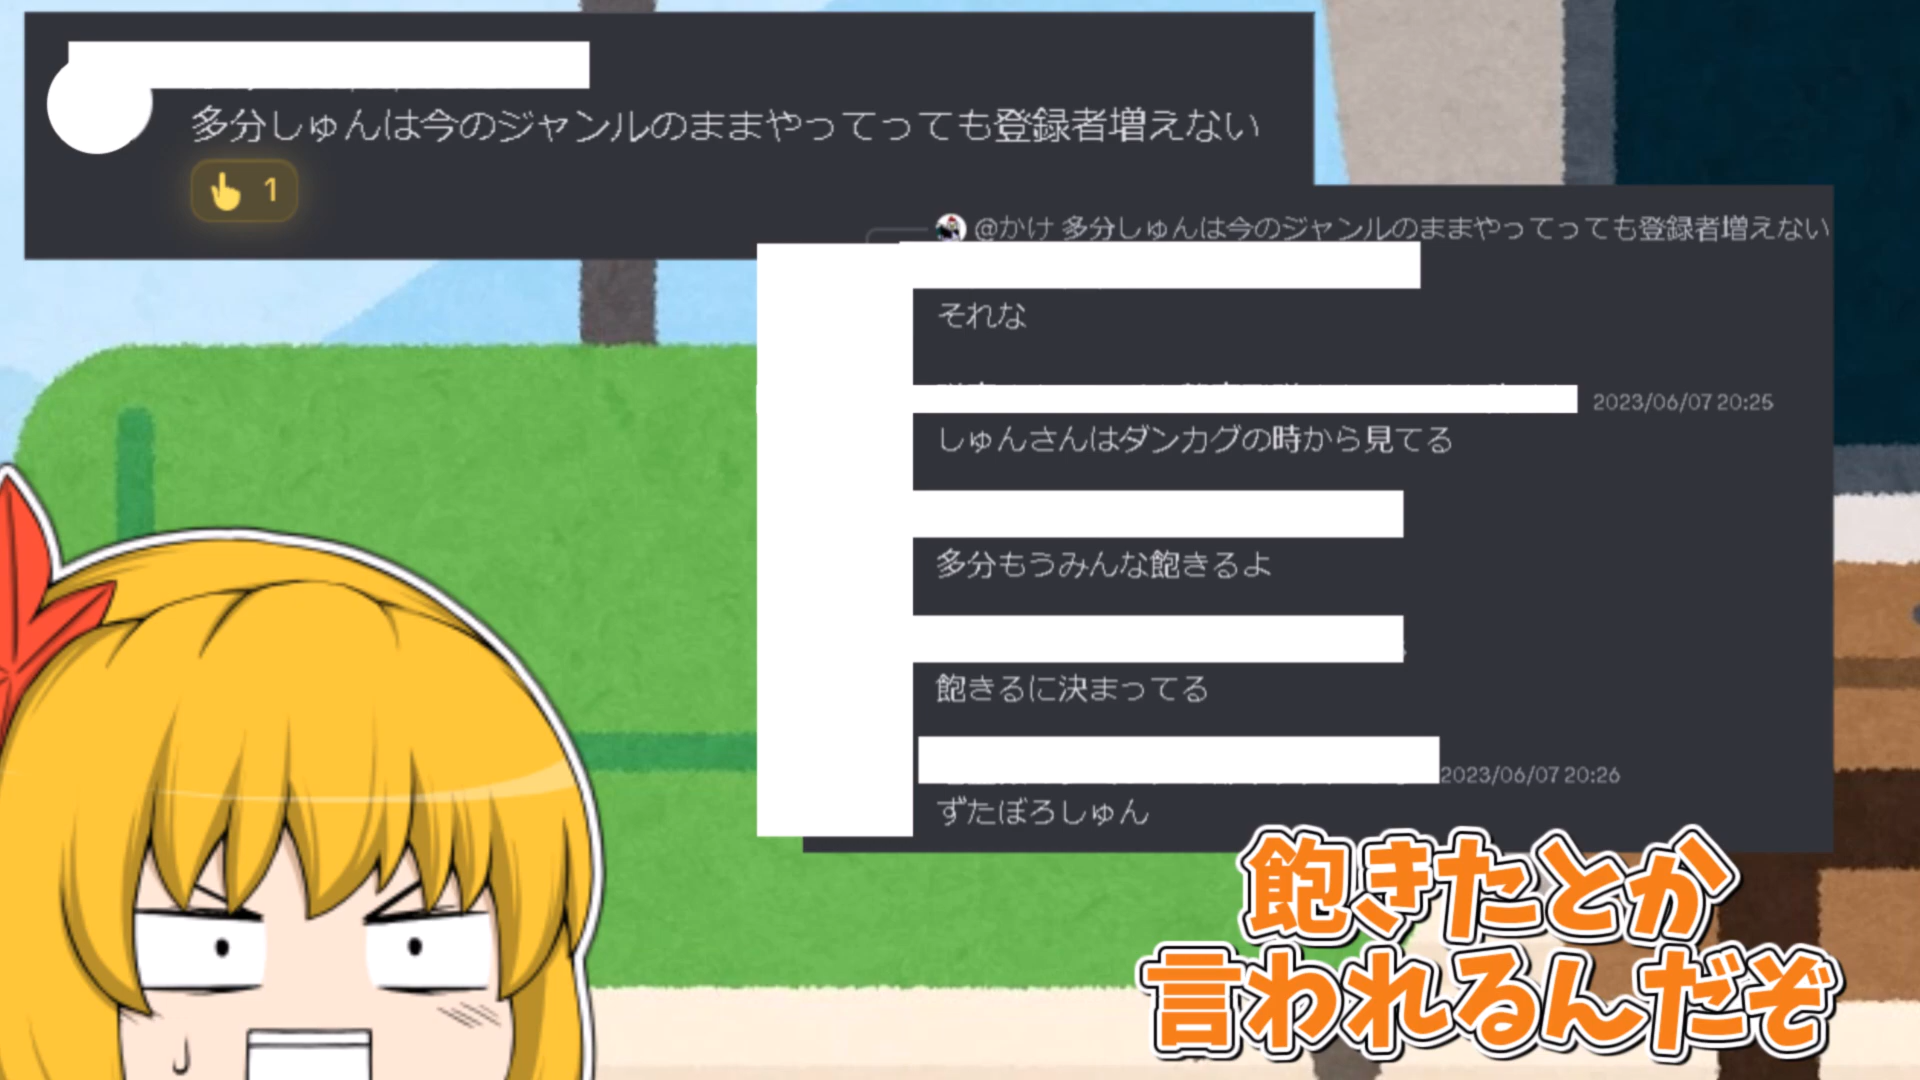 多分しゅんは今のジャンルのままやってっても登録者増えない
1
@かけ 多分しゅんは今のジャンルのままやってっても登録者増えない
それな
2023/06/07 20:25
しゅんさんはダンカグの時から見てる
多分もうみんな飽きるよ
飽きるに決まってる
2023/06/07 20:26
ずたぼろしゅん
飽きたとか
言われるんだぞ